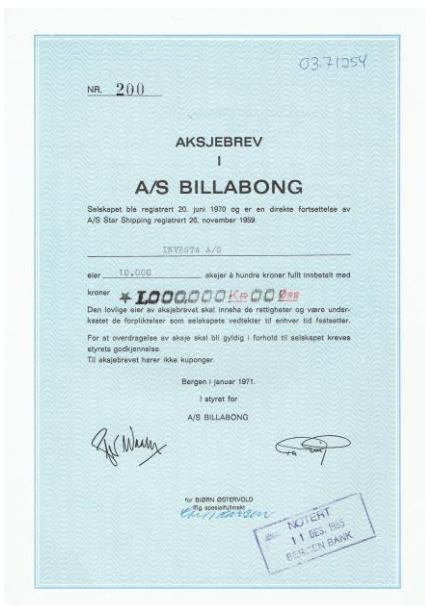 03.71254
NR. 200
AKSJEBREV
I
A/S BILLABONG
Selskapet ble registrert 20. juni 1970 og er en direkte fortsettelse av
A/S Star Shipping registrert 26. november 1959.
INVESTA A/S
eier 10.000 aksjer à hundre kroner fullt innbetalt med
kroner * 1.000.000 KR 00 ØRE
Den lovlige eier av aksjebrevet skal inneha de rettigheter og være under-
kastet de forpliktelser som selskapets vedtekter til enhver tid fastsetter.
For at overdragelse av aksje skal bli gyldig i forhold til selskapet kreves
styrets godkjennelse.
Til aksjebrevet hører ikke kuponger.
Bergen i januar 1971.
I styret for
A/S BILLABONG
for BJØRN ØSTERVOLD
iflg. spesialfullmakt
NOTERT
11 DES. 1985
BERGEN BANK